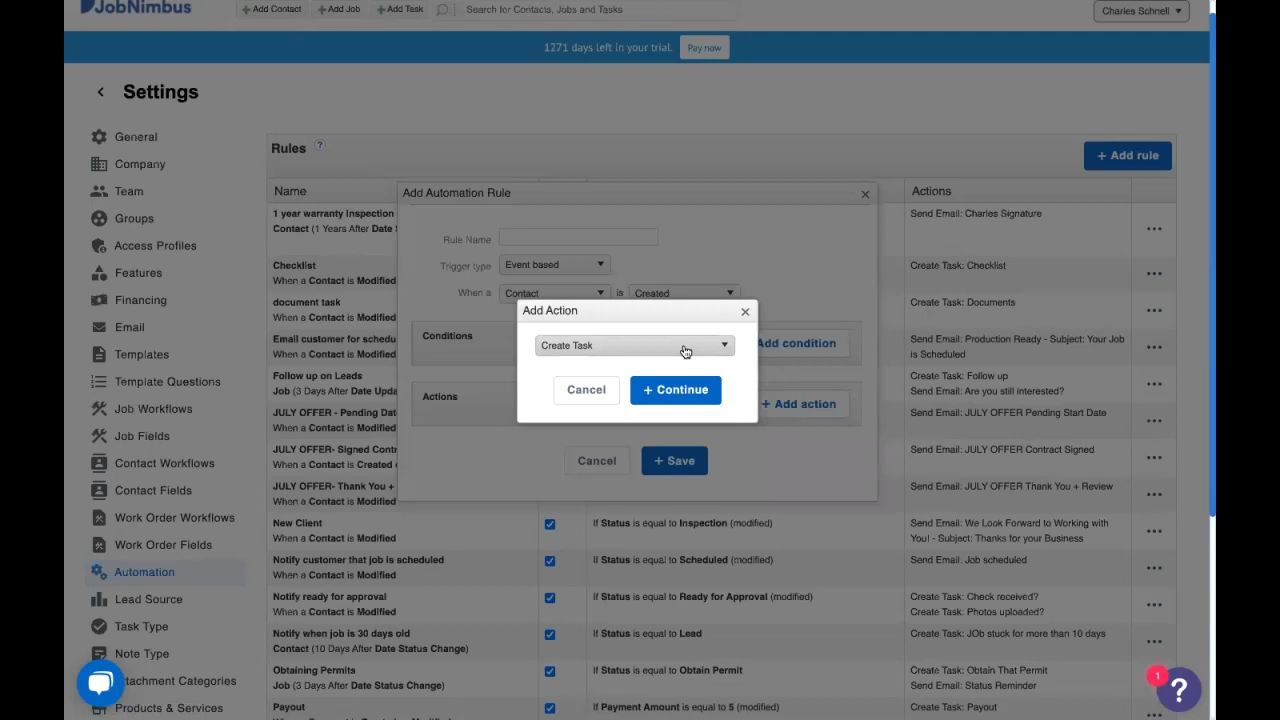 JobNimbus
+ Add Contact
+ Add Job
+ Add Task
Search for Contacts, Jobs and Tasks
Charles Schnell
1271 days left in your trial.
Pay now
Settings
General
Company
Team
Groups
Access Profiles
Features
Financing
Email
Templates
Template Questions
Job Workflows
Job Fields
Contact Workflows
Contact Fields
Work Order Workflows
Work Order Fields
Automation
Lead Source
Task Type
Note Type
ttachment Categories
Products & Services
Rules ?
+ Add rule
Name
Actions
1 year warranty inspection
Contact (1 Years After Date
Send Email: Charles Signature
Checklist
When a Contact is Modified
Create Task: Checklist
document task
When a Contact is Modified
Create Task: Documents
Email customer for schedu
When a Contact is Modified
Send Email: Production Ready - Subject: Your Job
is Scheduled
Follow up on Leads
Job (3 Days After Date Upda
Create Task: Follow up
Send Email: Are you still interested?
JULY OFFER - Pending Dat
When a Contact is Modified
Send Email: JULY OFFER Pending Start Date
JULY OFFER- Signed Contr
When a Contact is Created
Send Email: JULY OFFER Contract Signed
JULY OFFER- Thank You +
When a Contact is Modified
Send Email: JULY OFFER Thank You + Review
New Client
When a Contact is Modified
If Status is equal to Inspection (modified)
Send Email: We Look Forward to Working with
You! - Subject: Thanks for your Business
Notify customer that job is scheduled
When a Contact is Modified
If Status is equal to Scheduled (modified)
Send Email: Job scheduled
Notify ready for approval
When a Contact is Modified
If Status is equal to Ready for Approval (modified)
Create Task: Check received?
Create Task: Photos uploaded?
Notify when job is 30 days old
Contact (10 Days After Date Status Change)
If Status is equal to Lead
Create Task: JOb stuck for more than 10 days
Obtaining Permits
Job (3 Days After Date Status Change)
If Status is equal to Obtain Permit
Create Task: Obtain That Permit
Send Email: Status Reminder
Payout
If Payment Amount is equal to 5 (modified)
Create Task: Payout
Add Automation Rule
Rule Name
Trigger type
Event based
When a
Contact
is
Created
Conditions
Add condition
Actions
+ Add action
Cancel
+ Save
Add Action
Create Task
Cancel
+ Continue
1
?